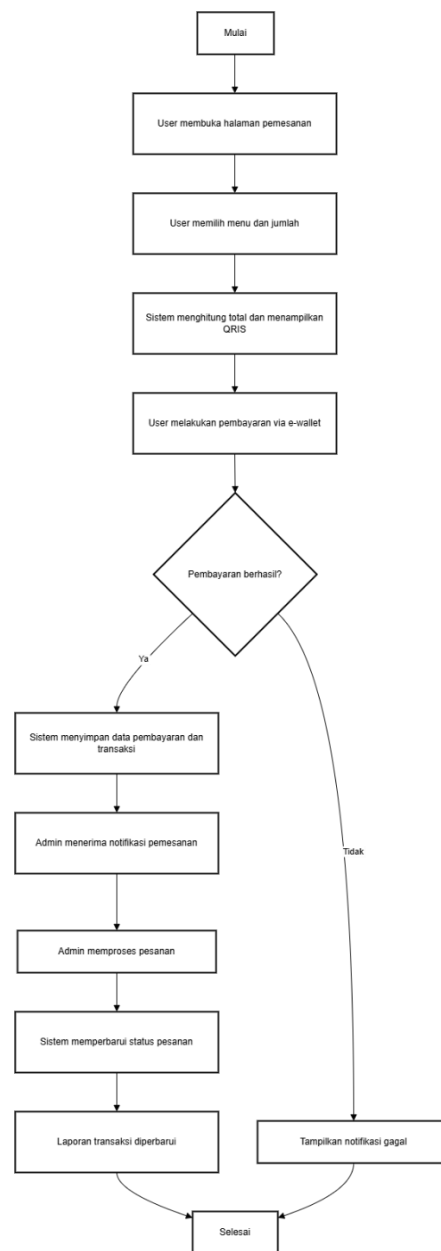 Mulai
User membuka halaman pemesanan
User memilih menu dan jumlah
Sistem menghitung total dan menampilkan
QRIS
User melakukan pembayaran via e-wallet
Pembayaran berhasil?
Ya
Sistem menyimpan data pembayaran dan
transaksi
Admin menerima notifikasi pemesanan
Tidak
Admin memproses pesanan
Sistem memperbarui status pesanan
Laporan transaksi diperbarui
Tampilkan notifikasi gagal
Selesai